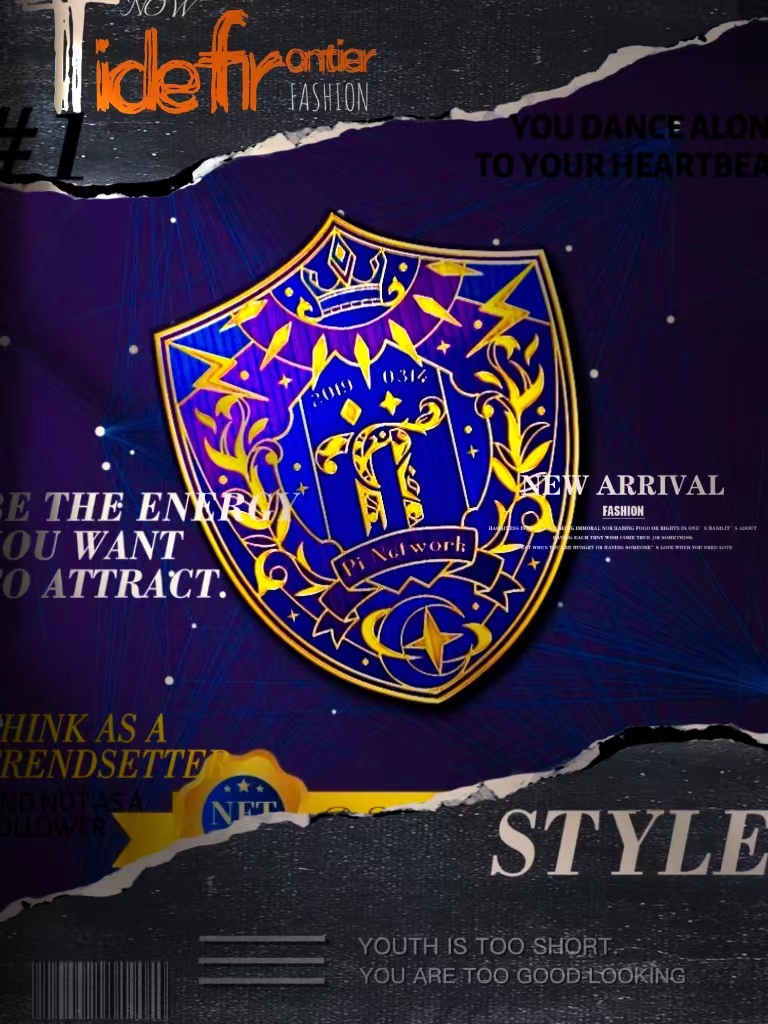 NOW
Tidefrontier
FASHION
#1
YOU DANCE ALON
TO YOUR HEARTBEA
2019 0314
NEW ARRIVAL
FASHION
BE THE ENERGY
YOU WANT
TO ATTRACT.
Pi Network
HINK AS A
RENDSETTER
ND NOT AS A
OLLOWER
NFT
STYLE
YOUTH IS TOO SHORT.
YOU ARE TOO GOOD-LOOKING